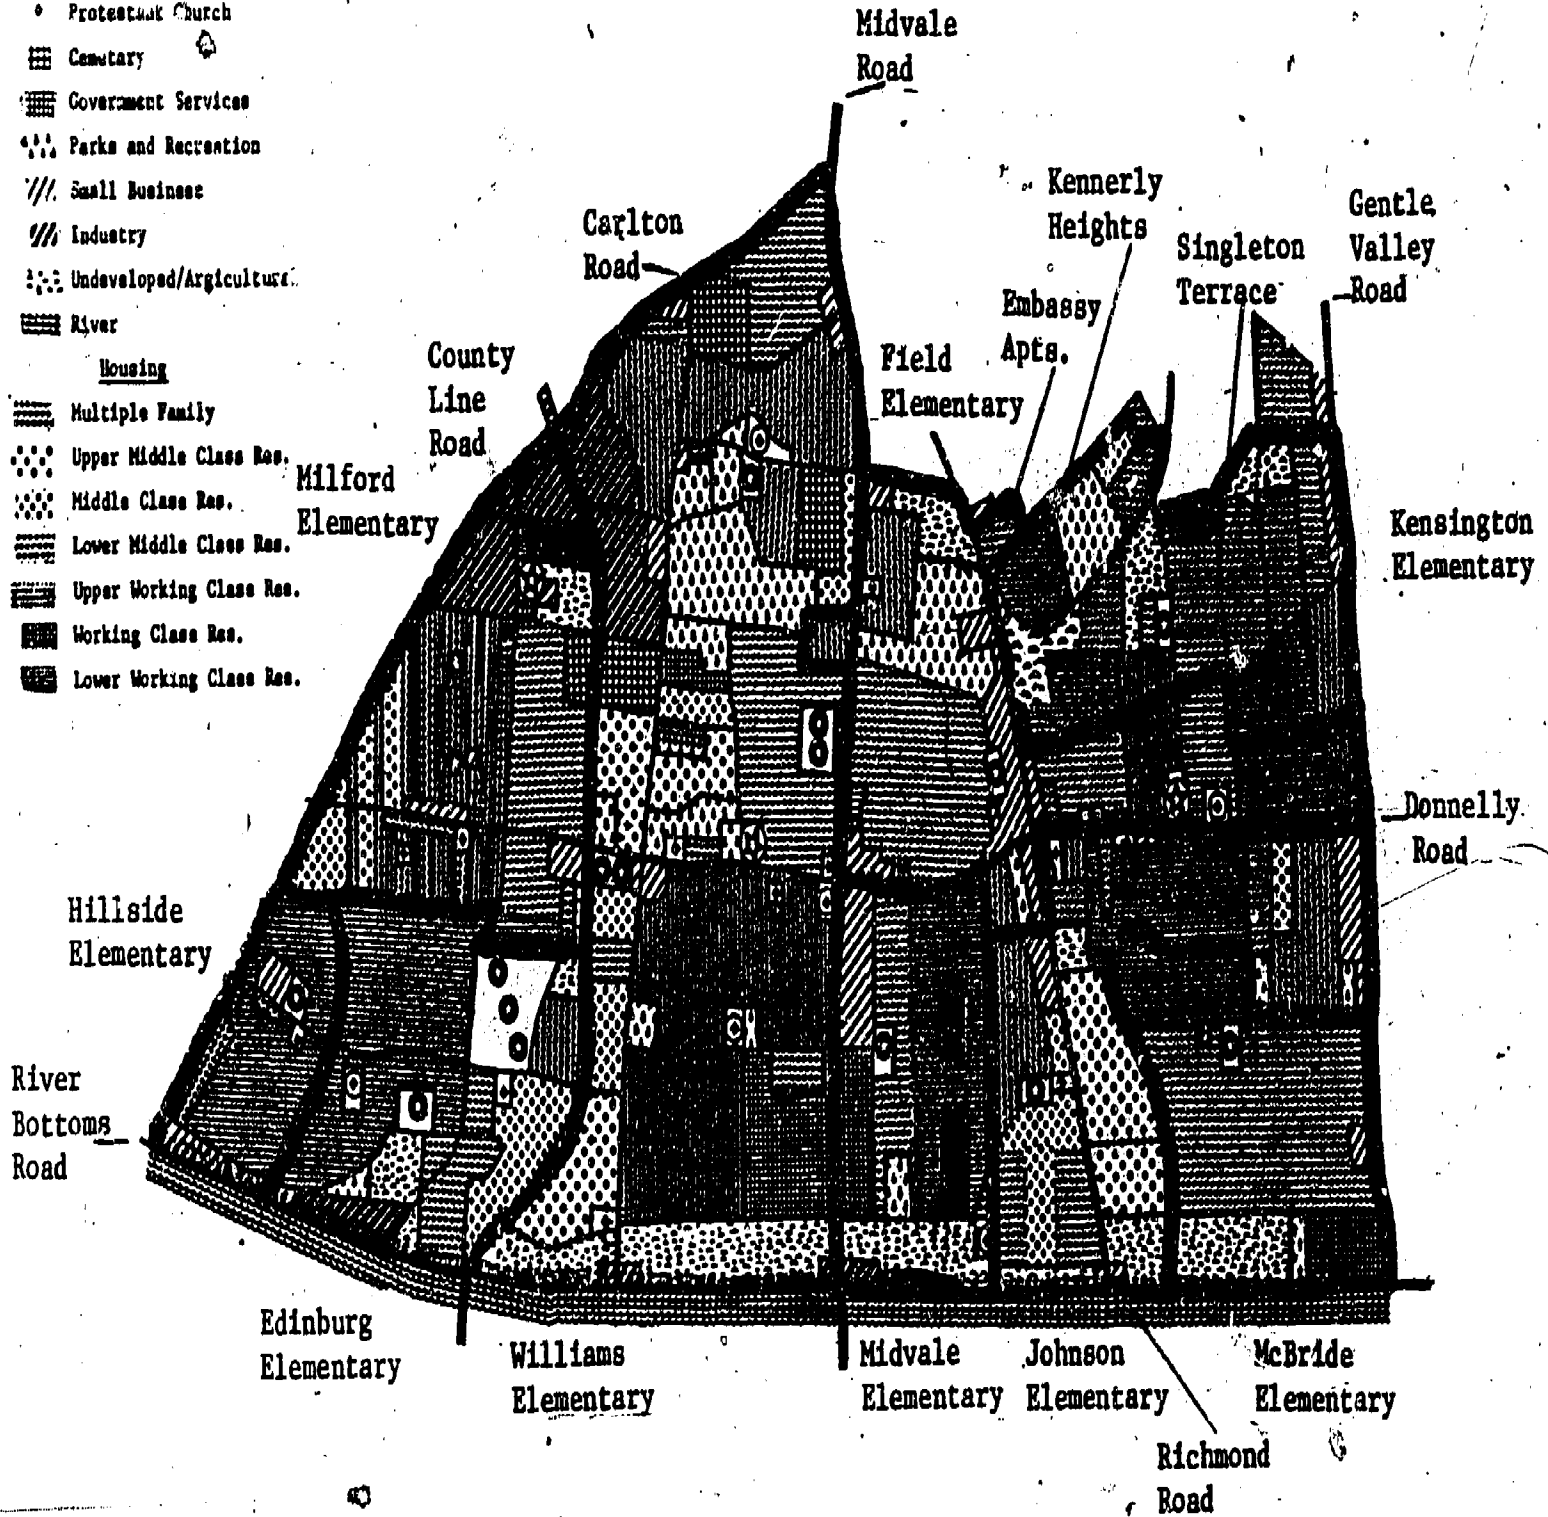 Protestant Church
Cemetary
Government Services
Parks and Recreation
Small Business
Industry
Undeveloped/Argicultural
River
Housing
Multiple Family
Upper Middle Class Res.
Middle Class Res.
Lower Middle Class Res.
Upper Working Class Res.
Working Class Res.
Lower Working Class Res.
Midvale
Road
Carlton
Road
County
Line
Road
Milford
Elementary
Field
Elementary
Embassy
Apts.
Kennerly
Heights
Singleton
Terrace
Gentle
Valley
Road
Kensington
Elementary
Donnelly
Road
Hillside
Elementary
River
Bottoms
Road
Edinburg
Elementary
Williams
Elementary
Midvale
Elementary
Johnson
Elementary
McBride
Elementary
Richmond
Road